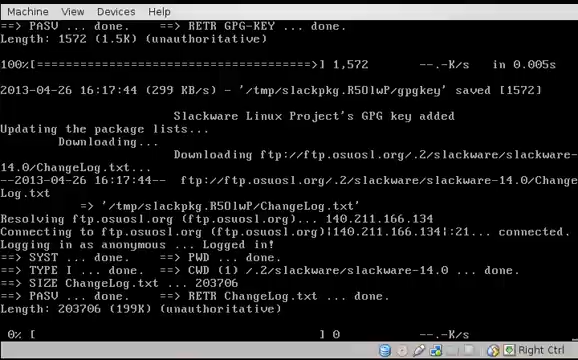 Machine View Devices Help
==> PASV ... done. ==> RETR GPG-KEY ... done.
Length: 1572 (1.5K) (unauthoritative)
100%[======================================>] 1,572 --.-K/s in 0.005s
2013-04-26 16:17:44 (299 KB/s) - '/tmp/slackpkg.R5OlwP/gpgkey' saved [1572]
Slackware Linux Project's GPG key added
Updating the package lists...
Downloading...
Downloading ftp://ftp.osuosl.org/.2/slackware/slackware-
14.0/ChangeLog.txt...
--2013-04-26 16:17:44-- ftp://ftp.osuosl.org/.2/slackware/slackware-14.0/Change
Log.txt
=> '/tmp/slackpkg.R5OlwP/ChangeLog.txt'
Resolving ftp.osuosl.org (ftp.osuosl.org)... 140.211.166.134
Connecting to ftp.osuosl.org (ftp.osuosl.org)|140.211.166.134|:21... connected.
Logging in as anonymous ... Logged in!
==> SYST ... done. ==> PWD ... done.
==> TYPE I ... done. ==> CWD (1) /.2/slackware/slackware-14.0 ... done.
==> SIZE ChangeLog.txt ... 203706
==> PASV ... done. ==> RETR ChangeLog.txt ... done.
Length: 203706 (199K) (unauthoritative)
0% [ ] 0 --.-K/s
Right Ctrl